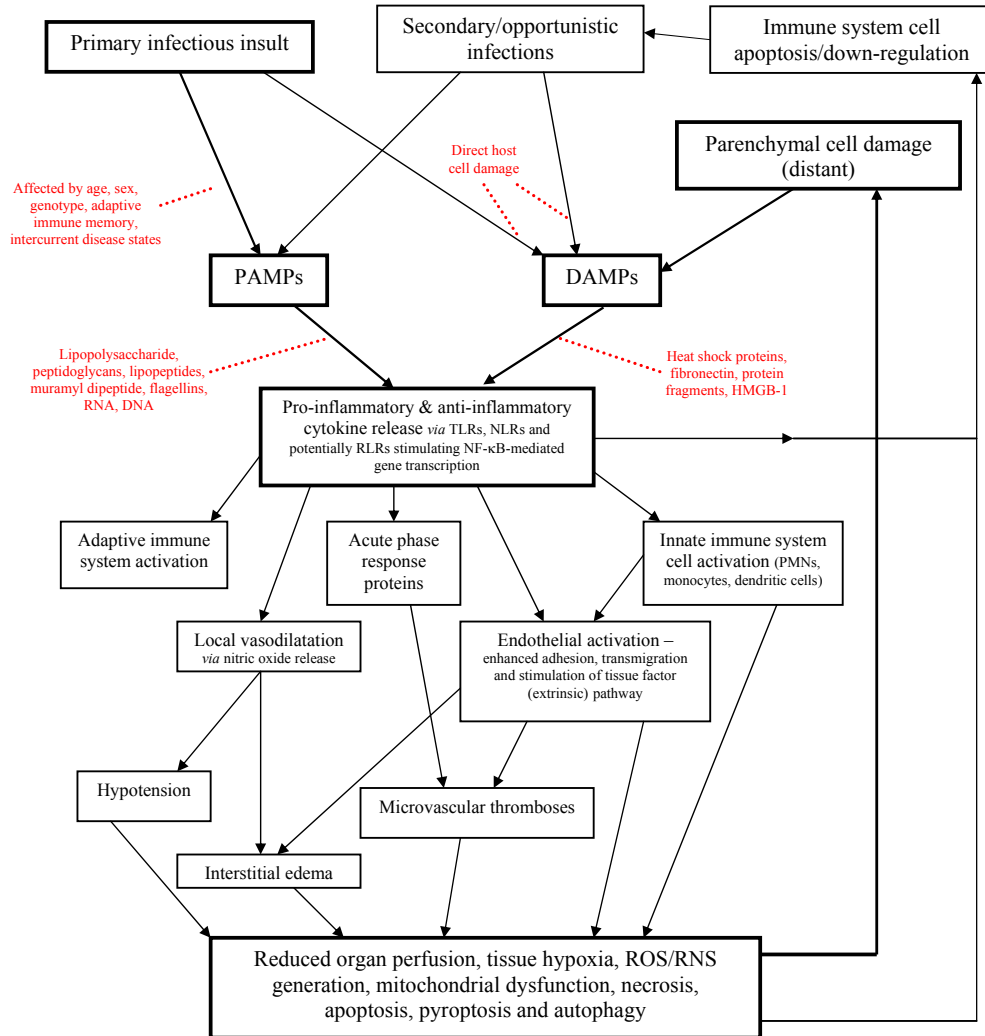 Primary infectious insult
Secondary/opportunistic
infections
Immune system cell
apoptosis/down-regulation
Parenchymal cell damage
(distant)
Direct host
cell damage
Affected by age, sex,
genotype, adaptive
immune memory,
intercurrent disease states
PAMPs
DAMPs
Lipopolysaccharide,
peptidoglycans, lipopeptides,
muramyl dipeptide, flagellins,
RNA, DNA
Heat shock proteins,
fibronectin, protein
fragments, HMGB-1
Pro-inflammatory & anti-inflammatory
cytokine release via TLRs, NLRs and
potentially RLRs stimulating NF-κB-mediated
gene transcription
Adaptive immune
system activation
Acute phase
response
proteins
Innate immune system
cell activation (PMNs,
monocytes, dendritic cells)
Local vasodilatation
via nitric oxide release
Endothelial activation –
enhanced adhesion, transmigration
and stimulation of tissue factor
(extrinsic) pathway
Hypotension
Microvascular thromboses
Interstitial edema
Reduced organ perfusion, tissue hypoxia, ROS/RNS
generation, mitochondrial dysfunction, necrosis,
apoptosis, pyroptosis and autophagy